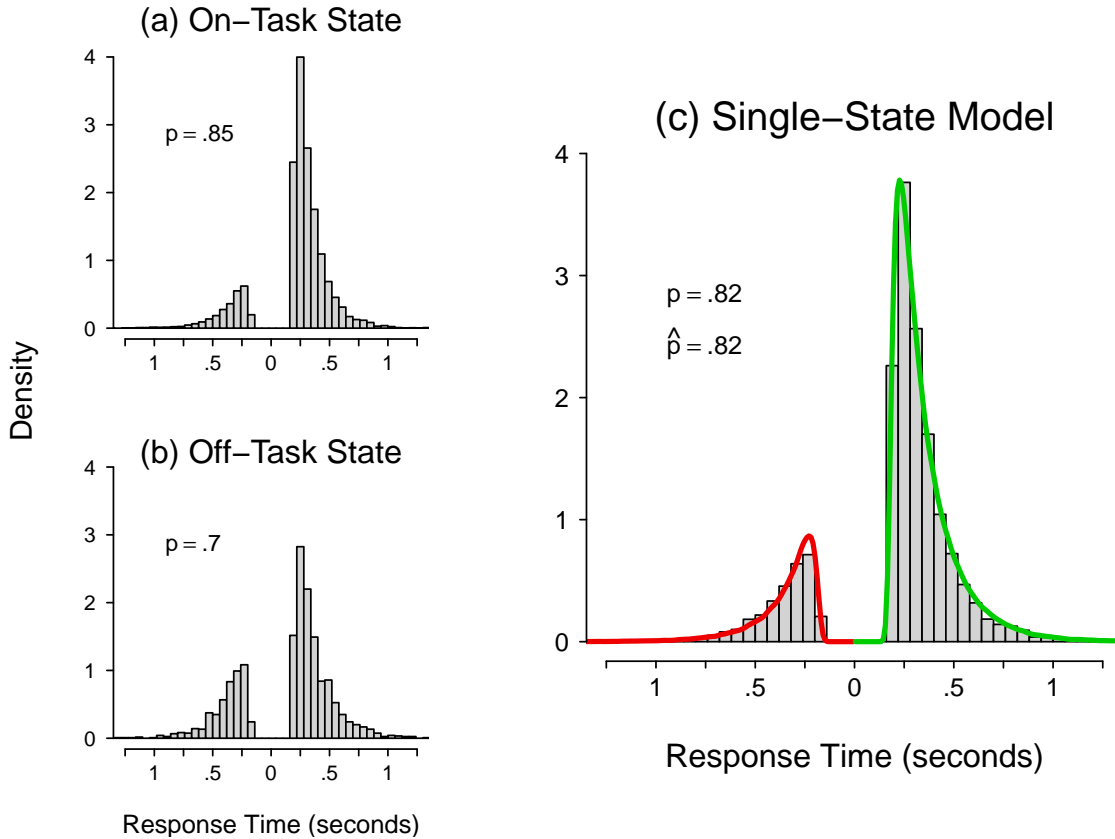 (a) On−Task State
4
3
2
1
0
p = .85
1 .5 0 .5 1
Density
(b) Off−Task State
4
3
2
1
0
p = .7
1 .5 0 .5 1
Response Time (seconds)
(c) Single−State Model
4
3
2
1
0
p = .82
p̂ = .82
1 .5 0 .5 1
Response Time (seconds)